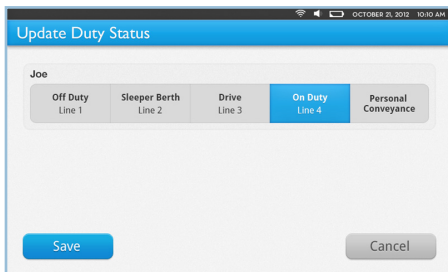 OCTOBER 21, 2012 10:10 AM
Update Duty Status
Joe
Off Duty Sleeper Berth Drive On Duty Personal
Line 1 Line 2 Line 3 Line 4 Conveyance
Save Cancel